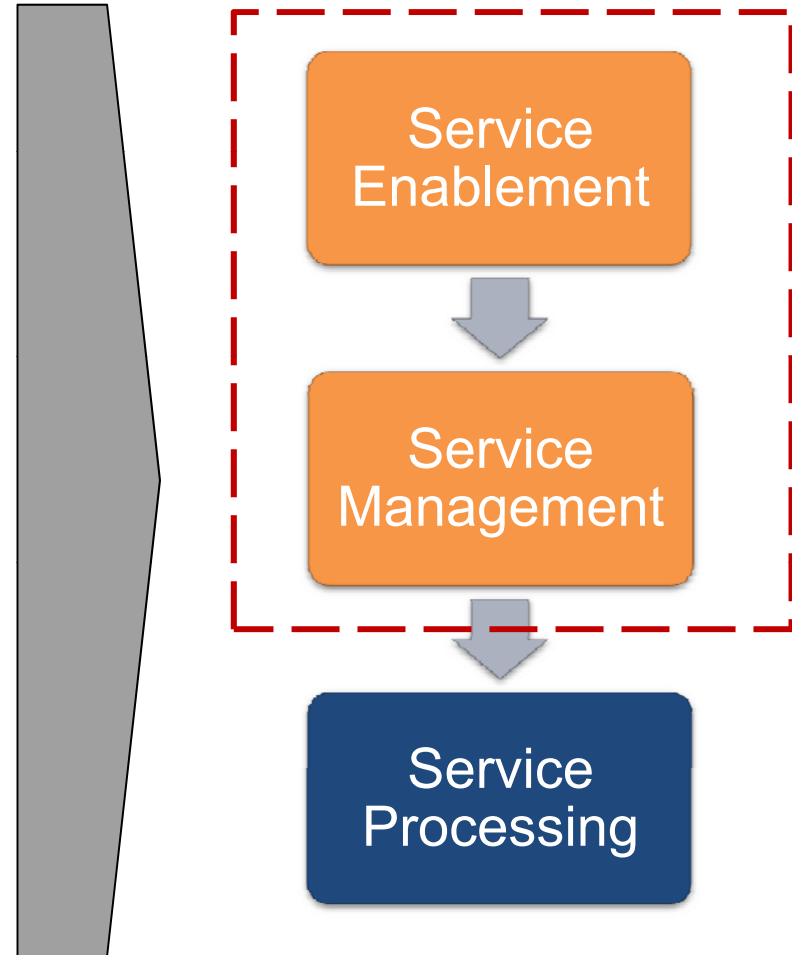 Service
Enablement
Service
Management
Service
Processing